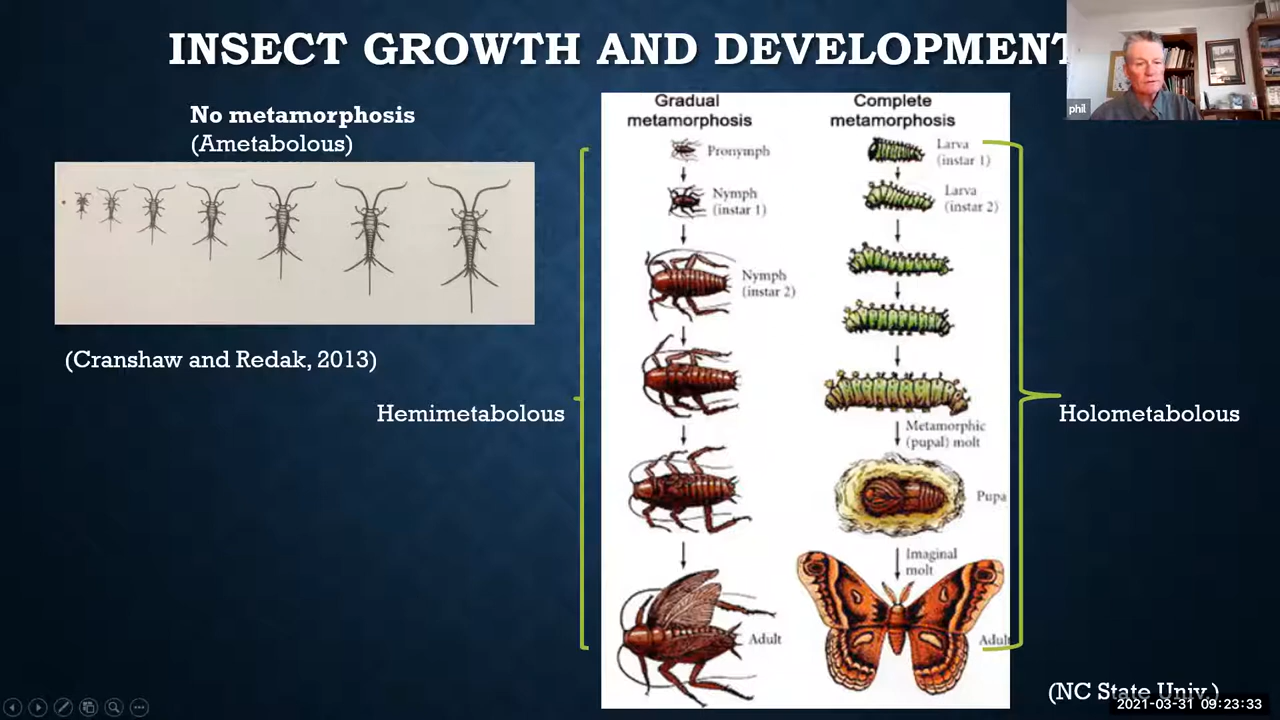 INSECT GROWTH AND DEVELOPMENT
phil
No metamorphosis
(Ametabolous)
(Cranshaw and Redak, 2013)
Hemimetabolous
Gradual
metamorphosis
Pronymph
Nymph
(instar 1)
Nymph
(instar 2)
Adult
Complete
metamorphosis
Larva
(instar 1)
Larva
(instar 2)
Metamorphic
(pupal) molt
Pupa
Imaginal
molt
Adult
Holometabolous
(NC State Univ.)
2021-03-31 09:23:33